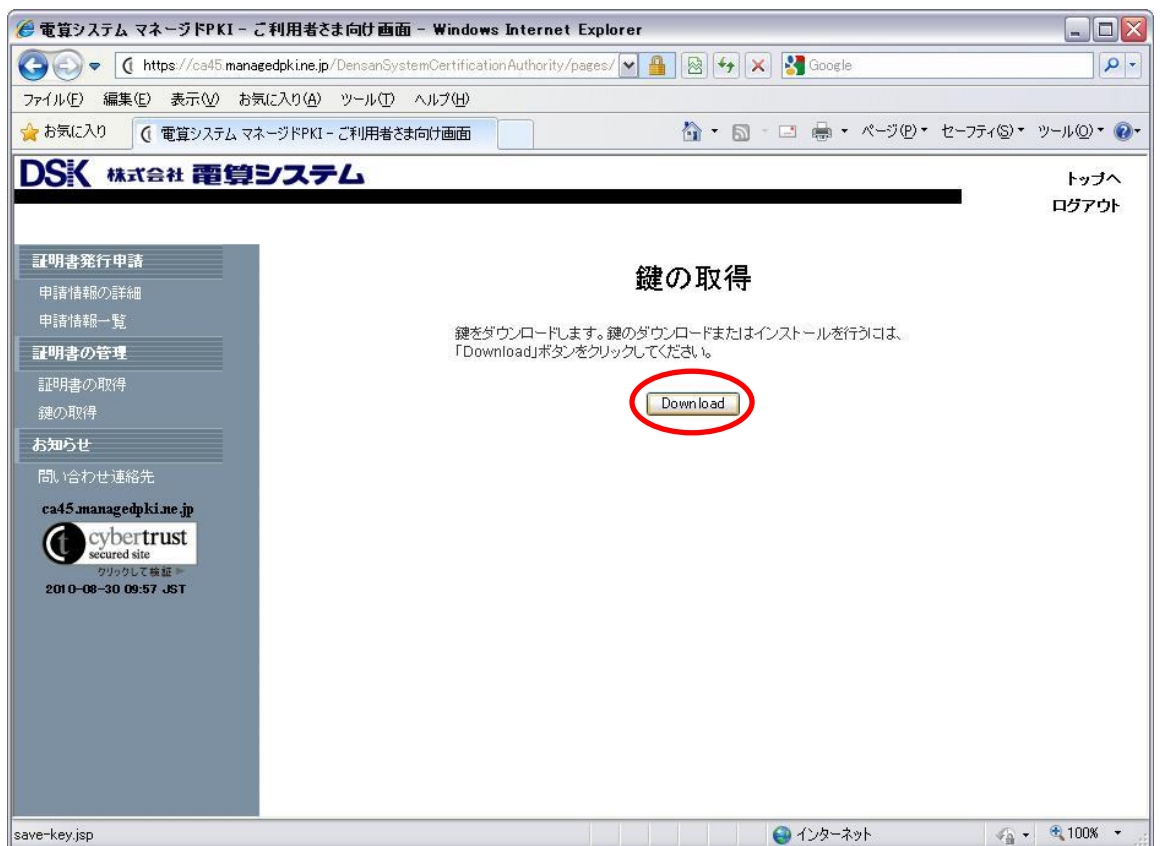 電算システム マネージドPKI - ご利用者さま向け画面 - Windows Internet Explorer
https://ca45.managedpki.ne.jp/DensanSystemCertificationAuthority/pages/
Google
ファイル(F) 編集(E) 表示(V) お気に入り(A) ツール(T) ヘルプ(H)
お気に入り
電算システム マネージドPKI - ご利用者さま向け画面
ページ(P) セーフティ(S) ツール(O)
DSK 株式会社 電算システム
トップへ
ログアウト
証明書発行申請
申請情報の詳細
申請情報一覧
証明書の管理
証明書の取得
鍵の取得
お知らせ
問い合わせ連絡先
ca45.managedpki.ne.jp
t cybertrust
secured site
クリックして検証
2010-08-30 09:57 JST
鍵の取得
鍵をダウンロードします。鍵のダウンロードまたはインストールを行うには、
「Download」ボタンをクリックしてください。
Download
save-key.jsp
インターネット
100%